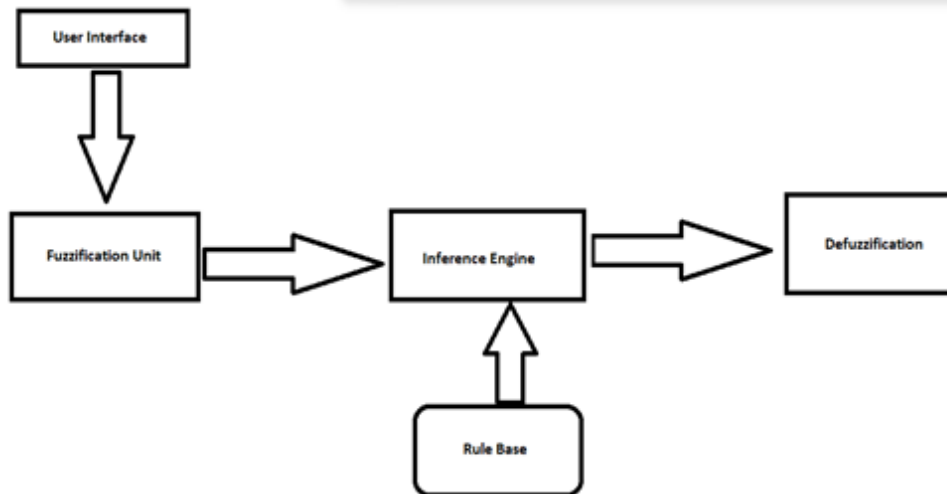 User Interface
Fuzzification Unit
Inference Engine
Defuzzification
Rule Base